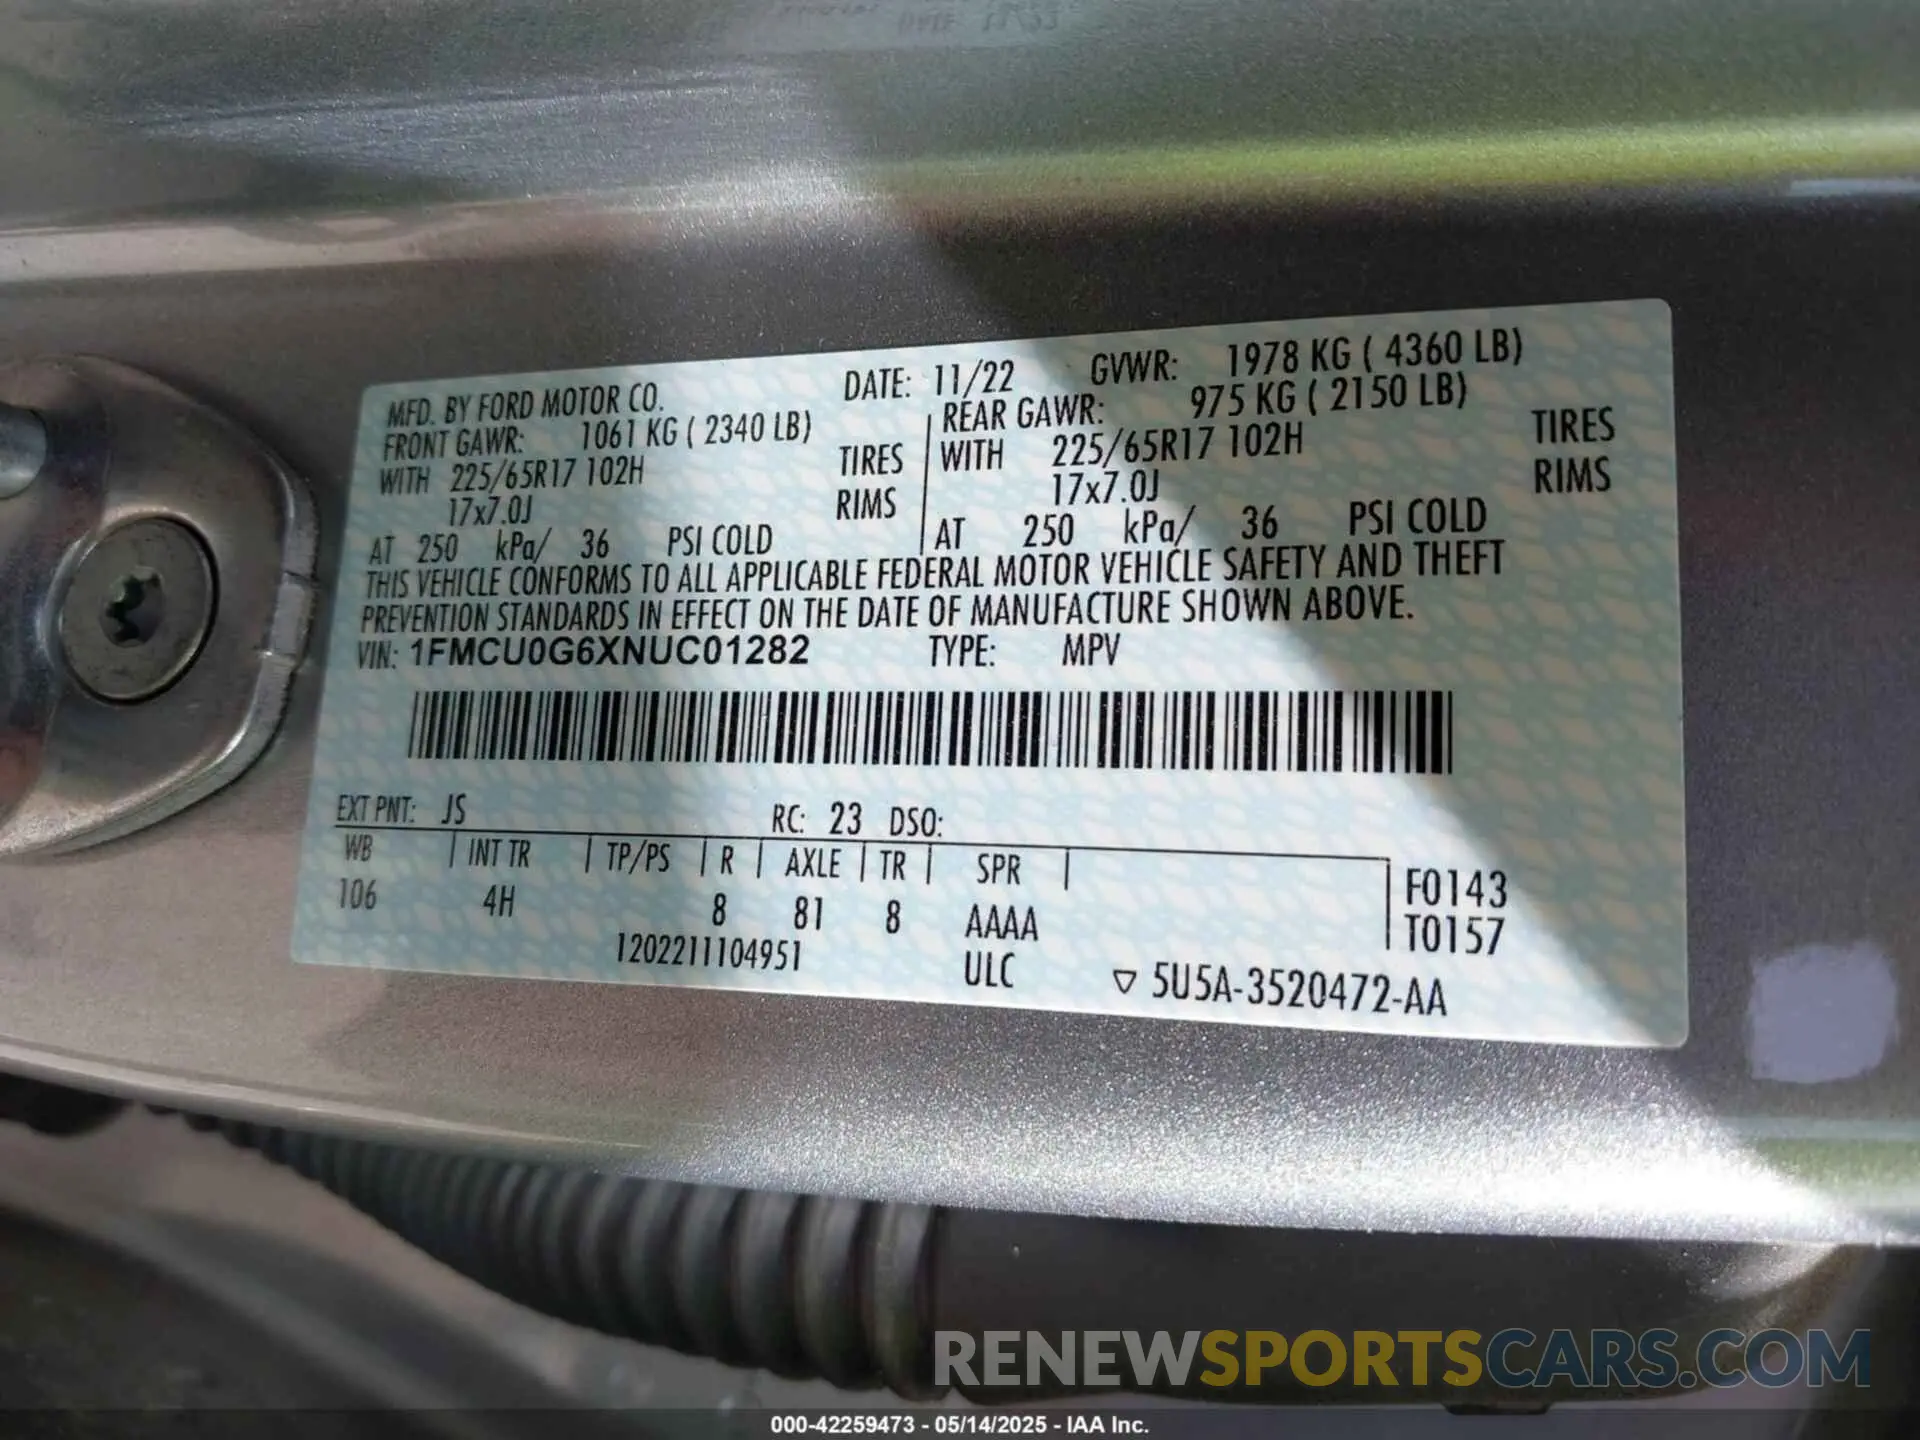 MFD. BY FORD MOTOR CO. DATE: 11/22 GVWR: 1978 KG ( 4360 LB)
FRONT GAWR: 1061 KG ( 2340 LB) REAR GAWR: 975 KG ( 2150 LB)
WITH 225/65R17 102H TIRES WITH 225/65R17 102H TIRES
17x7.0J RIMS 17x7.0J RIMS
AT 250 kPa/ 36 PSI COLD AT 250 kPa/ 36 PSI COLD
THIS VEHICLE CONFORMS TO ALL APPLICABLE FEDERAL MOTOR VEHICLE SAFETY AND THEFT
PREVENTION STANDARDS IN EFFECT ON THE DATE OF MANUFACTURE SHOWN ABOVE.
VIN: 1FMCU0G6XNUC01282 TYPE: MPV
EXT PNT: JS RC: 23 DSO:
WB INT TR TP/PS R AXLE TR SPR F0143
106 4H 8 81 8 AAAA T0157
1202211104951 ULC ▽ 5U5A-3520472-AA
RENEWSPORTSCARS.COM
000-42259473 - 05/14/2025 - IAA Inc.